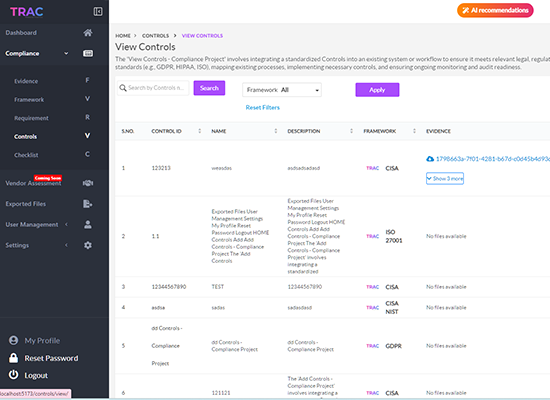 TRAC
AI recommendations
Dashboard
Compliance
Evidence F
Framework V
Requirement R
Controls V
Checklist C
Coming Soon
Vendor Assessment
Exported Files
User Management
Settings
My Profile
Reset Password
Logout
localhost:5173/controls/view/
HOME > CONTROLS > VIEW CONTROLS
View Controls
The 'View Controls - Compliance Project' involves integrating a standardized Controls into an existing system or workflow to ensure it meets relevant legal, regulat
standards (e.g., GDPR, HIPAA, ISO), mapping existing processes, implementing necessary controls, and ensuring ongoing monitoring and audit readiness.
Search by Controls n...
Search
Framework: All
Apply
Reset Filters
S.NO. CONTROL ID NAME DESCRIPTION FRAMEWORK EVIDENCE
1 123213 asdsadsadasd TRAC CISA
1798663a-7f01-4281-b67d-c0d45b4d93c
Show 3 more
2 1.1 TRAC ISO 27001 No files available
Exported Files User
Management Settings
My Profile Reset
Password Logout HOME
Controls Add Add
Controls - Compliance
Project The 'Add
Controls
Exported Files User
Management Settings
My Profile Reset
Password Logout HOME
Controls Add Add
Controls - Compliance
Project The 'Add
Controls - Compliance
Project' involves
integrating a
standardized
3 12344567890 TEST 12344567890 TRAC CISA No files available
4 asdsa sadas sadasdasd TRAC CISA NIST No files available
5 TRAC GDPR No files available
dd Controls -
Compliance
Project
dd Controls -
Compliance Project
dd Controls -
Compliance Project
6 121121 TRAC CISA No files available
The 'Add Controls -
Compliance Project'
involves integrating a